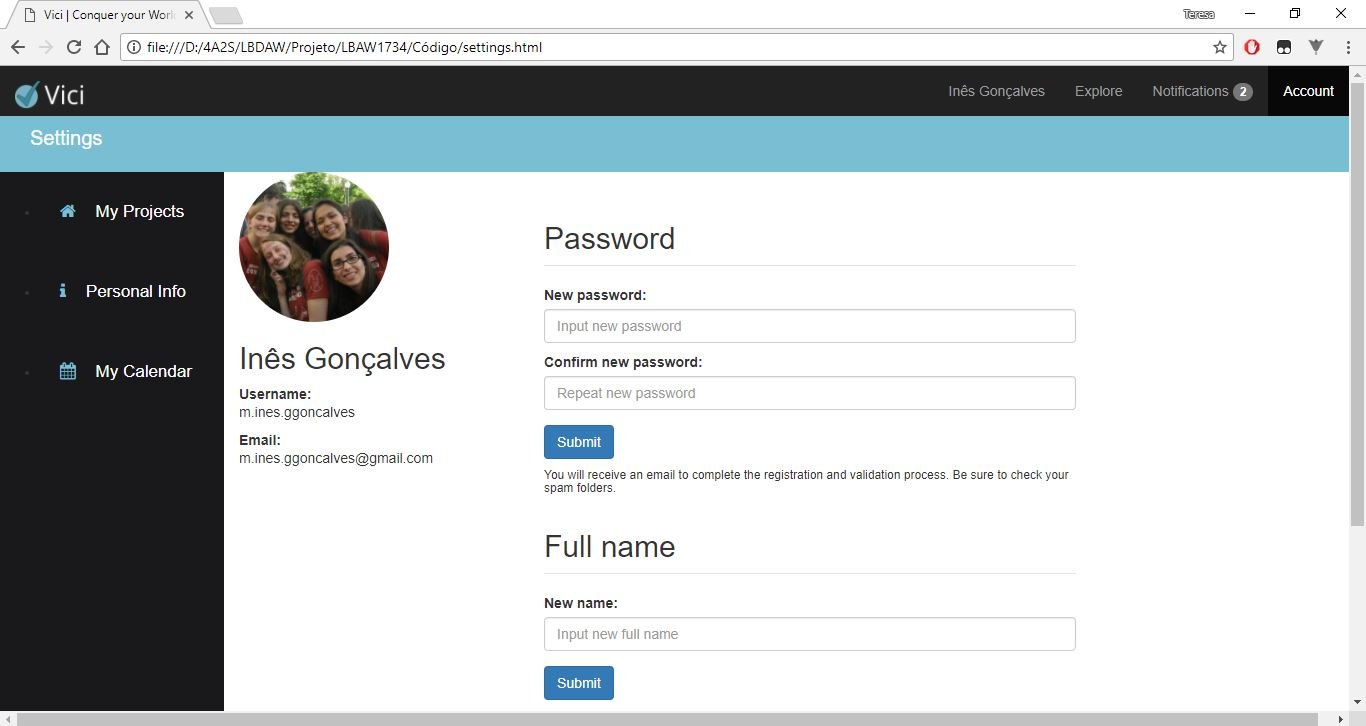 Vici | Conquer your Work
Teresa
file:///D:/4A2S/LBDAW/Projeto/LBAW1734/Código/settings.html
Vici
Inês Gonçalves
Explore
Notifications 2
Account
Settings
My Projects
Personal Info
My Calendar
Inês Gonçalves
Username:
m.ines.ggoncalves
Email:
m.ines.ggoncalves@gmail.com
Password
New password:
Input new password
Confirm new password:
Repeat new password
Submit
You will receive an email to complete the registration and validation process. Be sure to check your
spam folders.
Full name
New name:
Input new full name
Submit